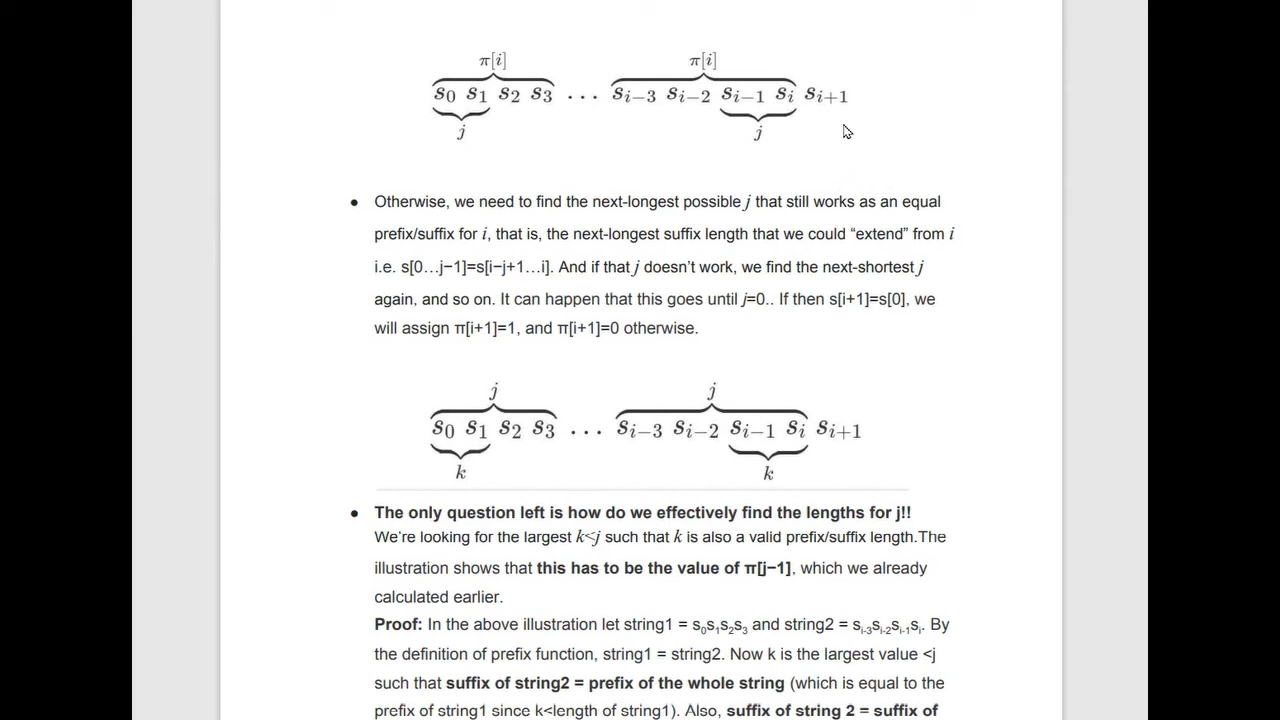 π[i] π[i]
s0 s1 s2 s3 ... si−3 si−2 si−1 si si+1
j j
● Otherwise, we need to find the next-longest possible j that still works as an equal
prefix/suffix for i, that is, the next-longest suffix length that we could “extend” from i
i.e. s[0…j−1]=s[i−j+1…i]. And if that j doesn’t work, we find the next-shortest j
again, and so on. It can happen that this goes until j=0.. If then s[i+1]=s[0], we
will assign π[i+1]=1, and π[i+1]=0 otherwise.
j j
s0 s1 s2 s3 ... si−3 si−2 si−1 si si+1
k k
● The only question left is how do we effectively find the lengths for j!!
We’re looking for the largest k<j such that k is also a valid prefix/suffix length.The
illustration shows that this has to be the value of π[j−1], which we already
calculated earlier.
Proof: In the above illustration let string1 = s0s1s2s3 and string2 = si-3si-2si-1si. By
the definition of prefix function, string1 = string2. Now k is the largest value <j
such that suffix of string2 = prefix of the whole string (which is equal to the
prefix of string1 since k<length of string1). Also, suffix of string 2 = suffix of